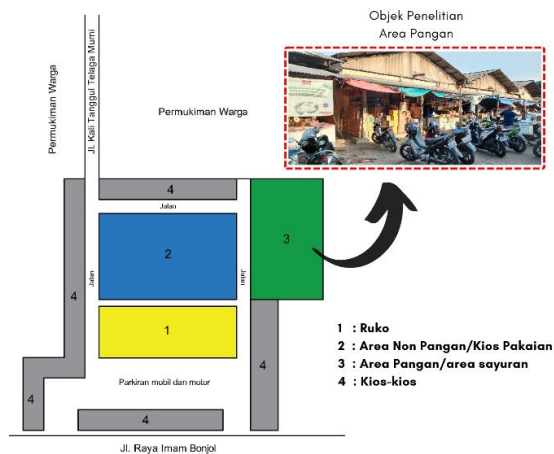 Objek Penelitian
Area Pangan
Permukiman Warga
Jl. Kali Tanggul Telaga Murni
Permukiman Warga
4
Jalan
2
3
Jalan
Jalan
4
1
4
Parkiran mobil dan motur
4
4
Jl. Raya Imam Bonjol
1 : Ruko
2 : Area Non Pangan/Kios Pakaian
3 : Area Pangan/area sayuran
4 : Kios-kios